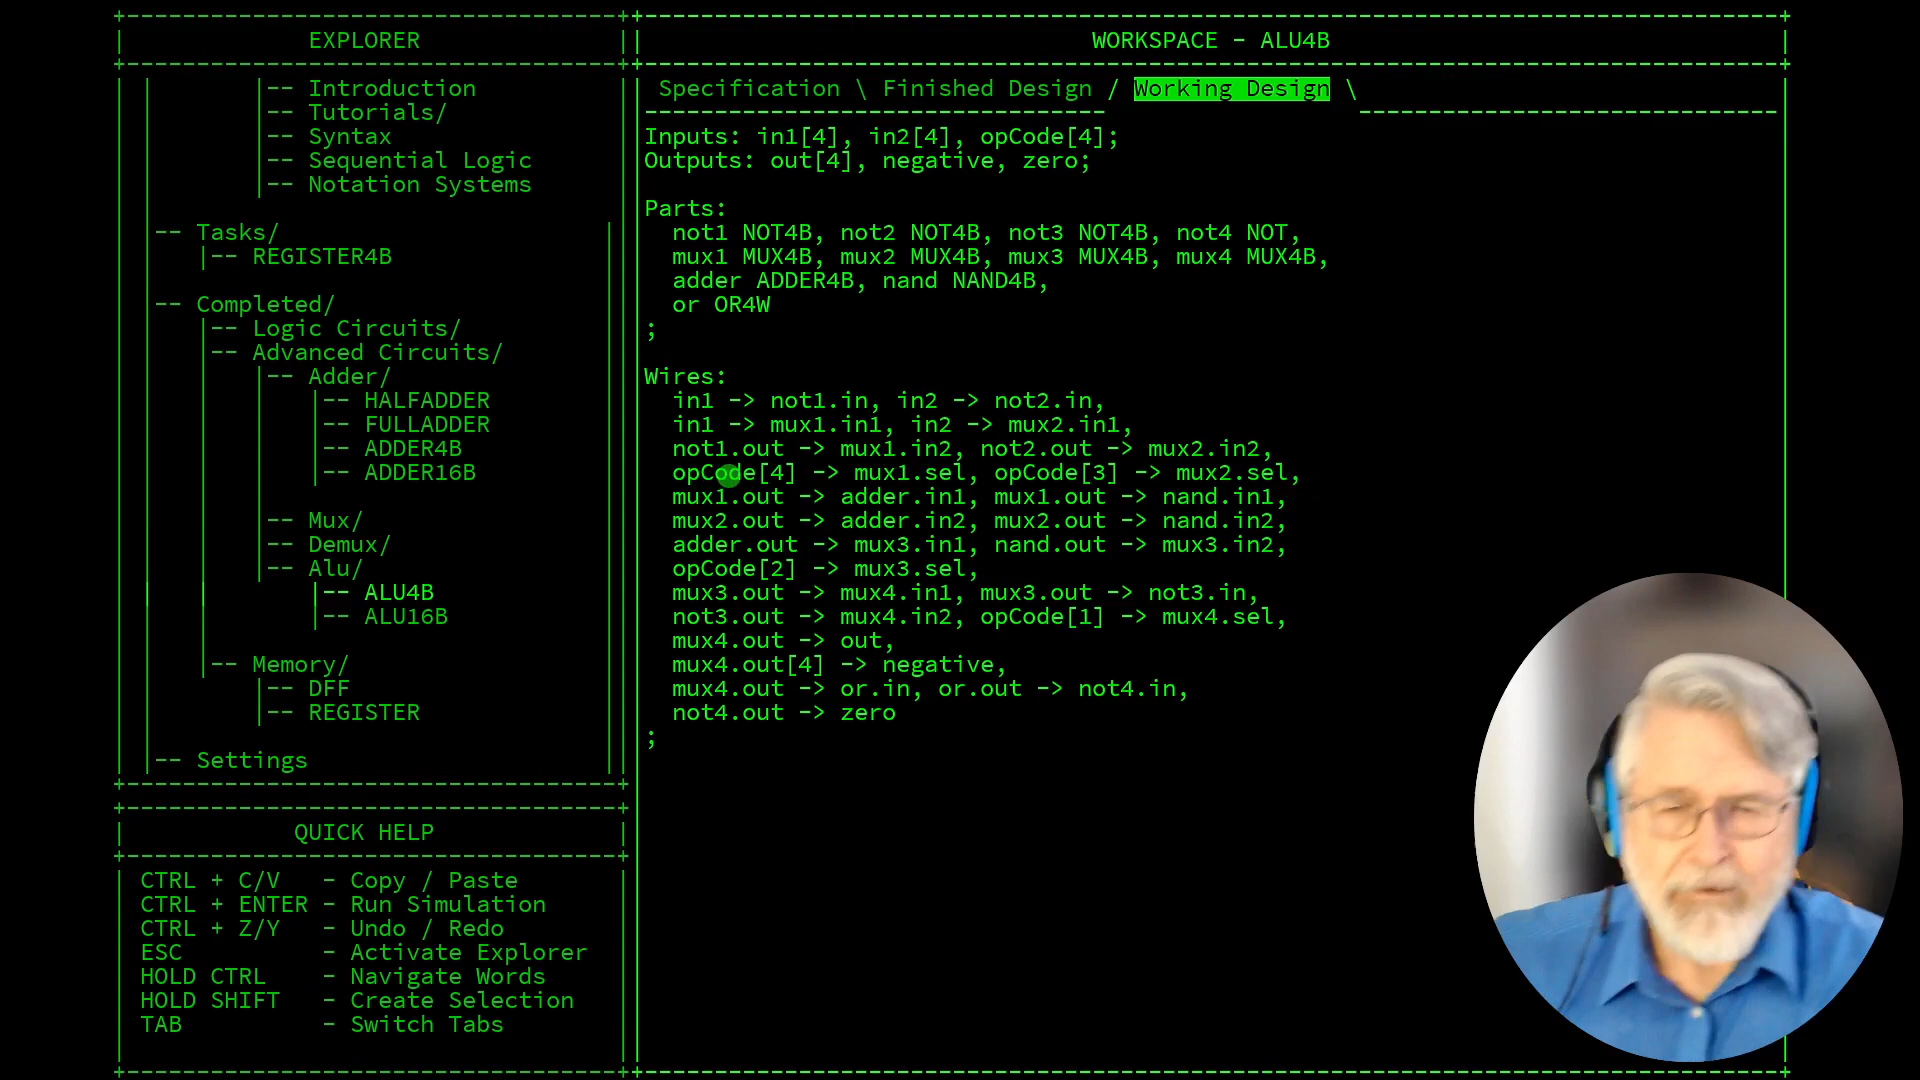 EXPLORER
|-- Introduction
|-- Tutorials/
|-- Syntax
|-- Sequential Logic
|-- Notation Systems
|-- Tasks/
|-- REGISTER4B
|-- Completed/
|-- Logic Circuits/
|-- Advanced Circuits/
|-- Adder/
|-- HALFADDER
|-- FULLADDER
|-- ADDER4B
|-- ADDER16B
|-- Mux/
|-- Demux/
|-- Alu/
|-- ALU4B
|-- ALU16B
|-- Memory/
|-- DFF
|-- REGISTER
|-- Settings
QUICK HELP
CTRL + C/V - Copy / Paste
CTRL + ENTER - Run Simulation
CTRL + Z/Y - Undo / Redo
ESC - Activate Explorer
HOLD CTRL - Navigate Words
HOLD SHIFT - Create Selection
TAB - Switch Tabs
WORKSPACE - ALU4B
Specification \ Finished Design / Working Design \
Inputs: in1[4], in2[4], opCode[4];
Outputs: out[4], negative, zero;
Parts:
not1 NOT4B, not2 NOT4B, not3 NOT4B, not4 NOT,
mux1 MUX4B, mux2 MUX4B, mux3 MUX4B, mux4 MUX4B,
adder ADDER4B, nand NAND4B,
or OR4W
;
Wires:
in1 -> not1.in, in2 -> not2.in,
in1 -> mux1.in1, in2 -> mux2.in1,
not1.out -> mux1.in2, not2.out -> mux2.in2,
opCode[4] -> mux1.sel, opCode[3] -> mux2.sel,
mux1.out -> adder.in1, mux1.out -> nand.in1,
mux2.out -> adder.in2, mux2.out -> nand.in2,
adder.out -> mux3.in1, nand.out -> mux3.in2,
opCode[2] -> mux3.sel,
mux3.out -> mux4.in1, mux3.out -> not3.in,
not3.out -> mux4.in2, opCode[1] -> mux4.sel,
mux4.out -> out,
mux4.out[4] -> negative,
mux4.out -> or.in, or.out -> not4.in,
not4.out -> zero
;